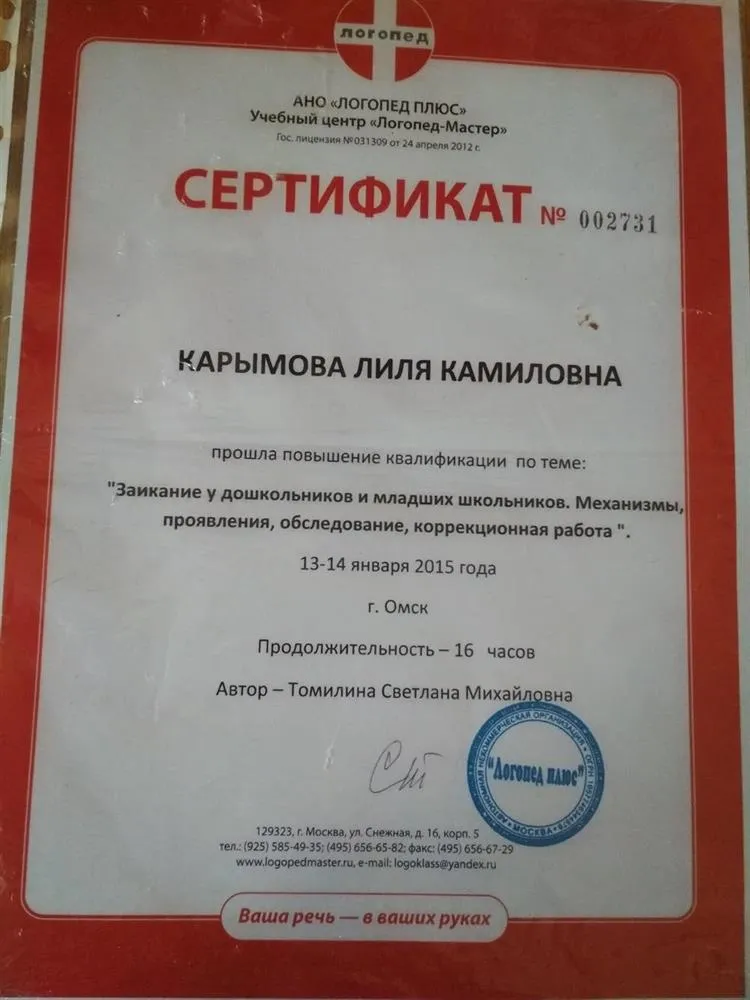 логопед
АНО «ЛОГОПЕД ПЛЮС»
Учебный центр «Логопед-Мастер»
Гос. лицензия №031309 от 24 апреля 2012 г.
СЕРТИФИКАТ № 002731
КАРЫМОВА ЛИЛЯ КАМИЛОВНА
прошла повышение квалификации по теме:
"Заикание у дошкольников и младших школьников. Механизмы,
проявления, обследование, коррекционная работа ".
13-14 января 2015 года
г. Омск
Продолжительность – 16 часов
Автор – Томилина Светлана Михайловна
АВТОНОМНАЯ НЕКОММЕРЧЕСКАЯ ОРГАНИЗАЦИЯ
"Логопед плюс"
МОСКВА
129323, г. Москва, ул. Снежная, д. 16, корп. 5
тел.: (925) 585-49-35; (495) 656-65-82; факс: (495) 656-67-29
www.logopedmaster.ru, e-mail: logoklass@yandex.ru
Ваша речь — в ваших руках